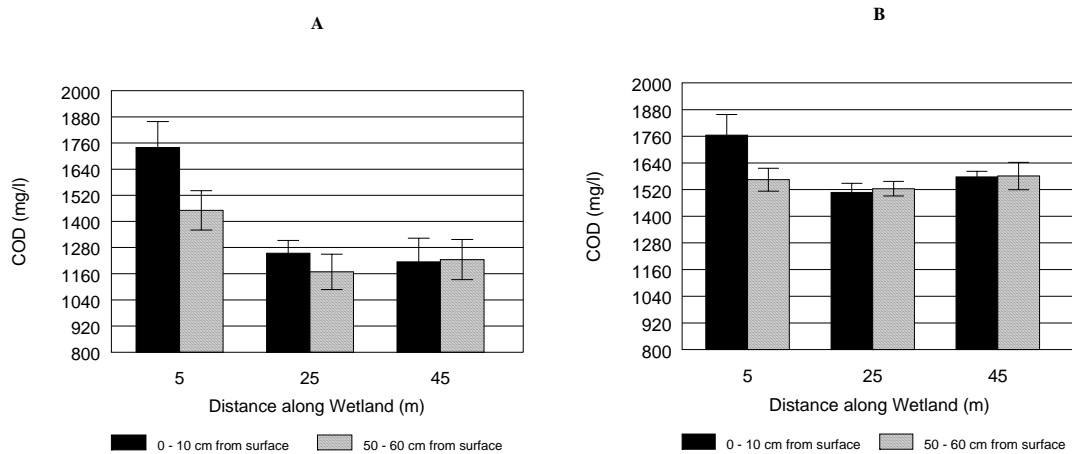 A
COD (mg/l)
2000
1880
1760
1640
1520
1400
1280
1160
1040
920
800
5 25 45
Distance along Wetland (m)
0 - 10 cm from surface 50 - 60 cm from surface
B
COD (mg/l)
2000
1880
1760
1640
1520
1400
1280
1160
1040
920
800
5 25 45
Distance along Wetland (m)
0 - 10 cm from surface 50 - 60 cm from surface